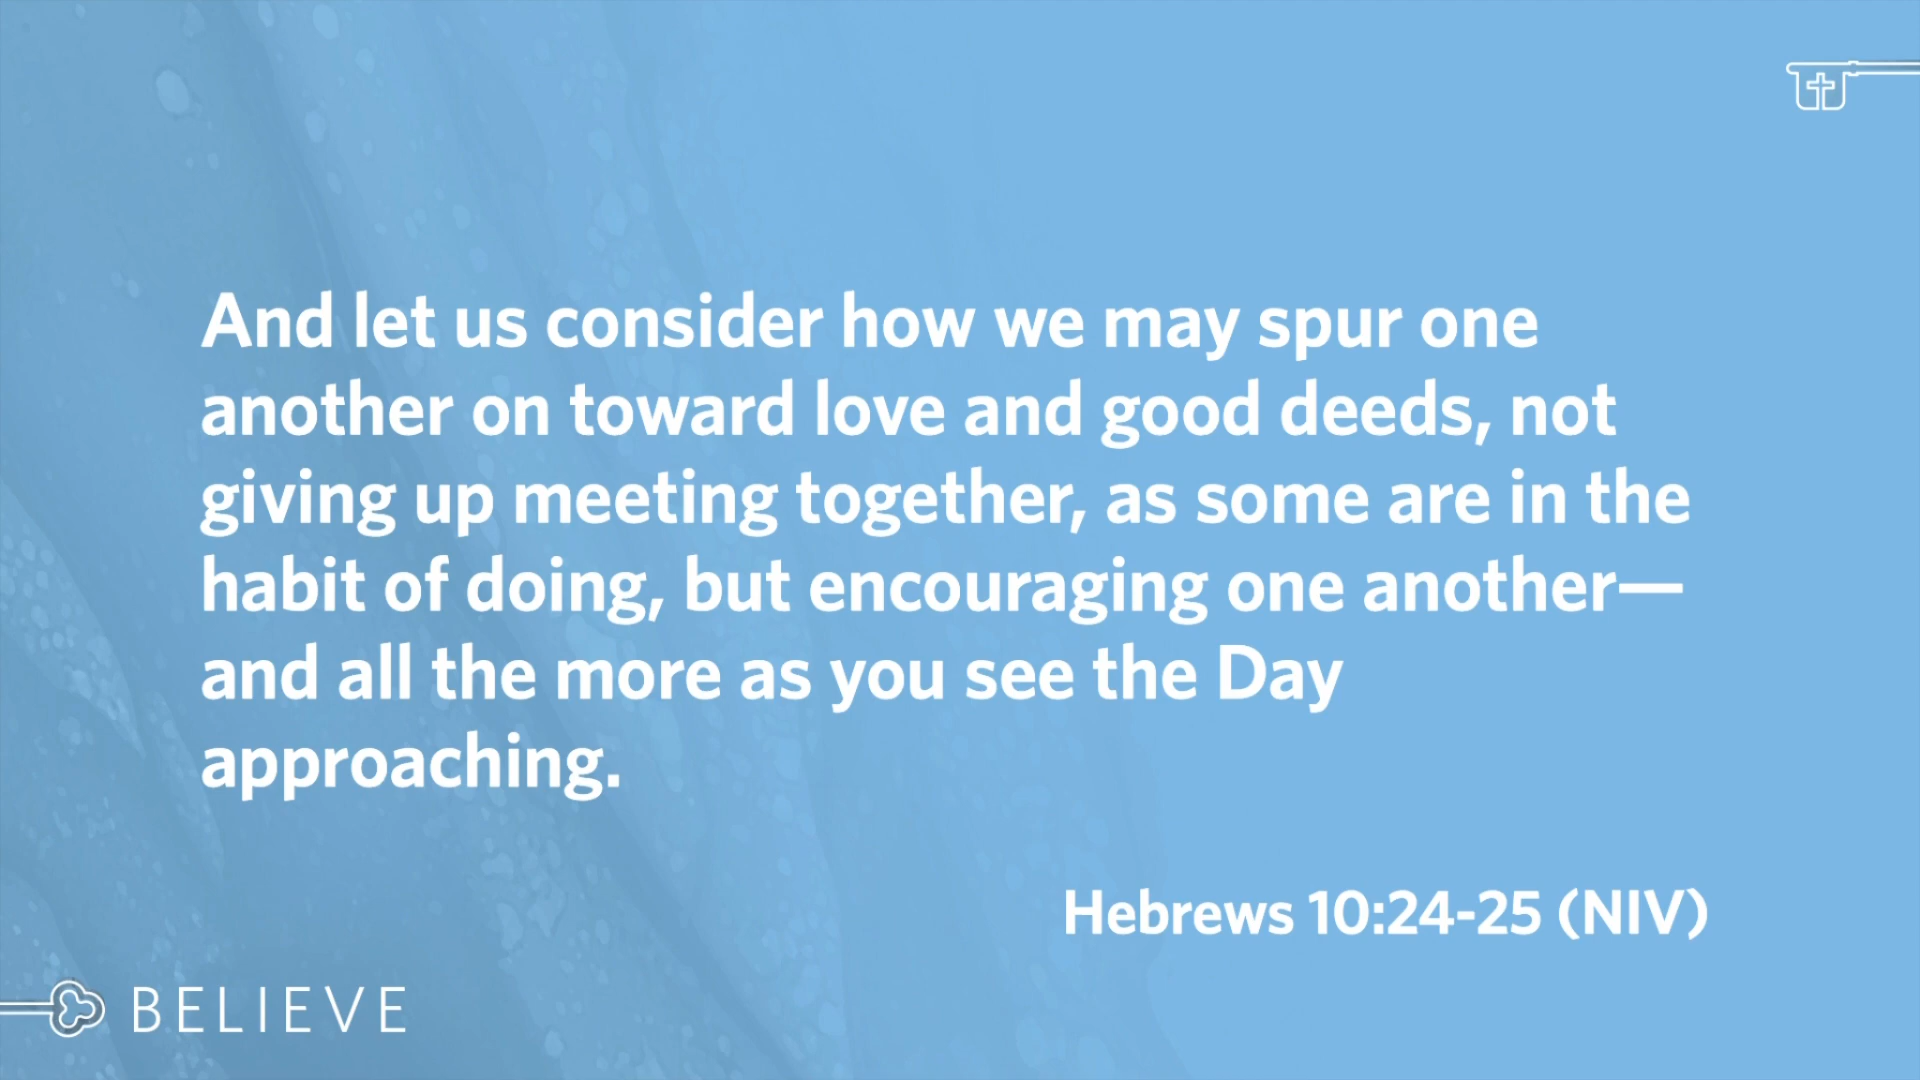 And let us consider how we may spur one
another on toward love and good deeds, not
giving up meeting together, as some are in the
habit of doing, but encouraging one another—
and all the more as you see the Day
approaching.
Hebrews 10:24-25 (NIV)
BELIEVE